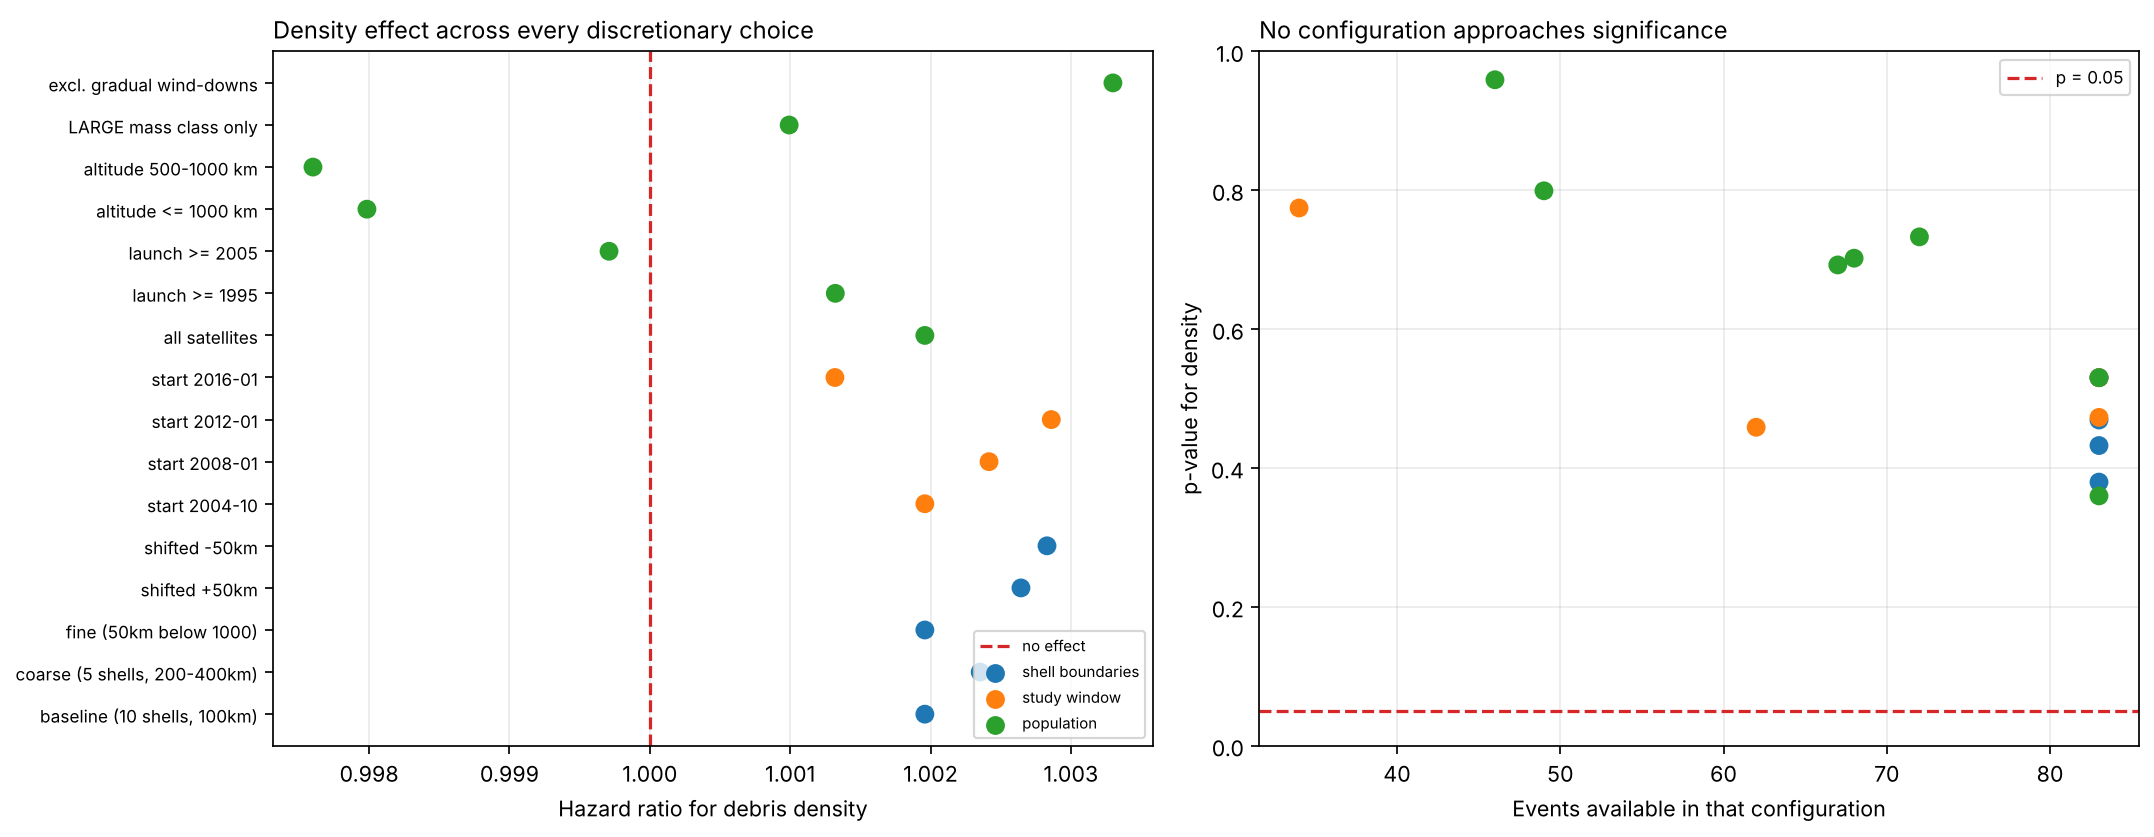 Density effect across every discretionary choice
excl. gradual wind-downs
LARGE mass class only
altitude 500-1000 km
altitude <= 1000 km
launch >= 2005
launch >= 1995
all satellites
start 2016-01
start 2012-01
start 2008-01
start 2004-10
shifted -50km
shifted +50km
fine (50km below 1000)
coarse (5 shells, 200-400km)
baseline (10 shells, 100km)
no effect
shell boundaries
study window
population
0.998
0.999
1.000
1.001
1.002
1.003
Hazard ratio for debris density
No configuration approaches significance
p = 0.05
p-value for density
1.0
0.8
0.6
0.4
0.2
0.0
40
50
60
70
80
Events available in that configuration